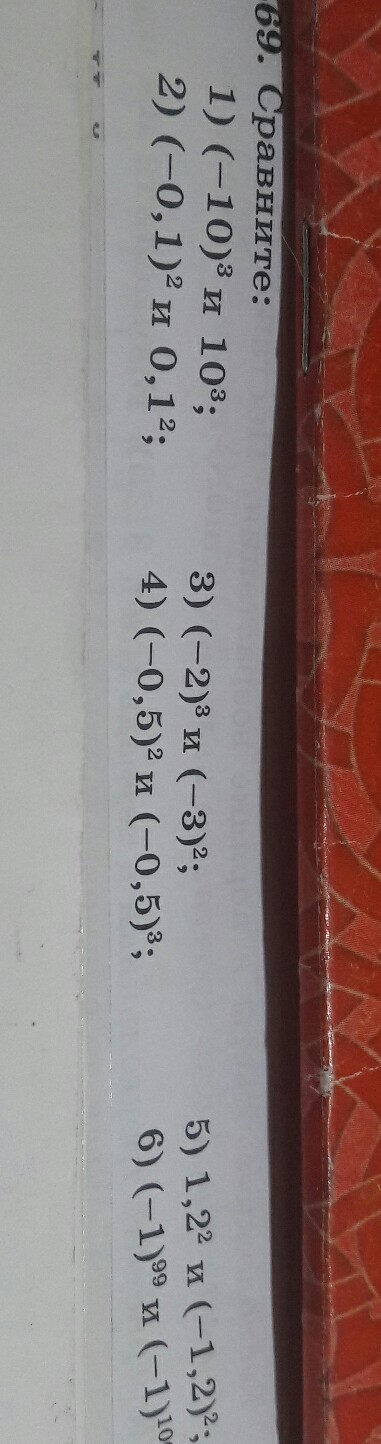 69. Сравните:
1) (−10)³ и 10³; 3) (−2)³ и (−3)²; 5) 1,2² и (−1,2)²;
2) (−0,1)² и 0,1²; 4) (−0,5)² и (−0,5)³; 6) (−1)⁹⁹ и (−1)¹⁰